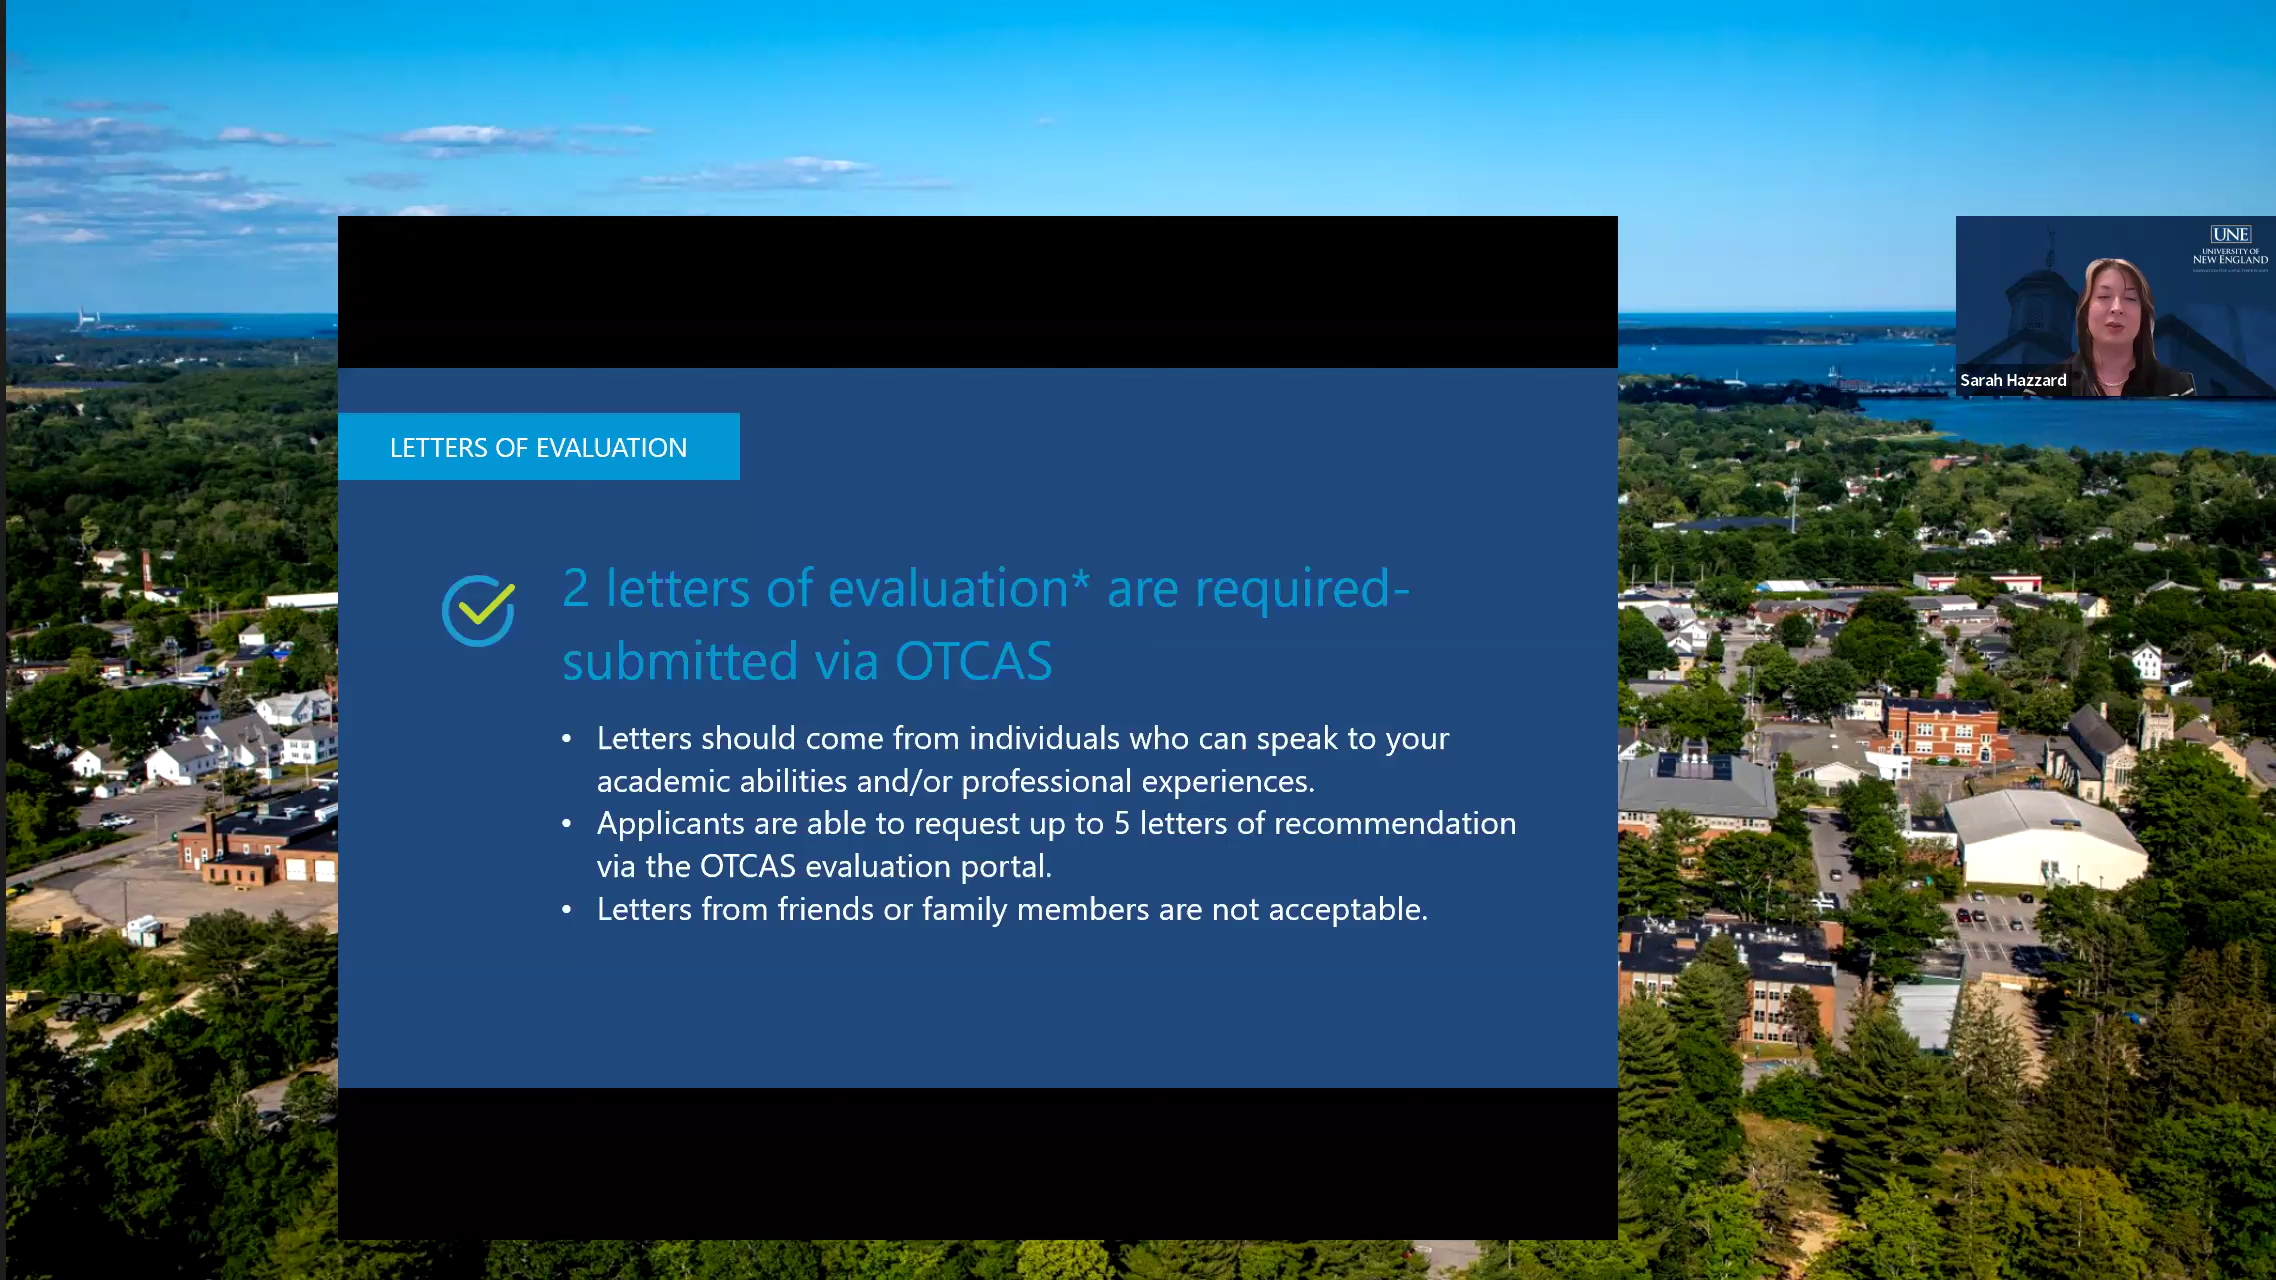 LETTERS OF EVALUATION
2 letters of evaluation* are required-
submitted via OTCAS
• Letters should come from individuals who can speak to your
academic abilities and/or professional experiences.
• Applicants are able to request up to 5 letters of recommendation
via the OTCAS evaluation portal.
• Letters from friends or family members are not acceptable.
UNE
UNIVERSITY OF
NEW ENGLAND
Sarah Hazzard